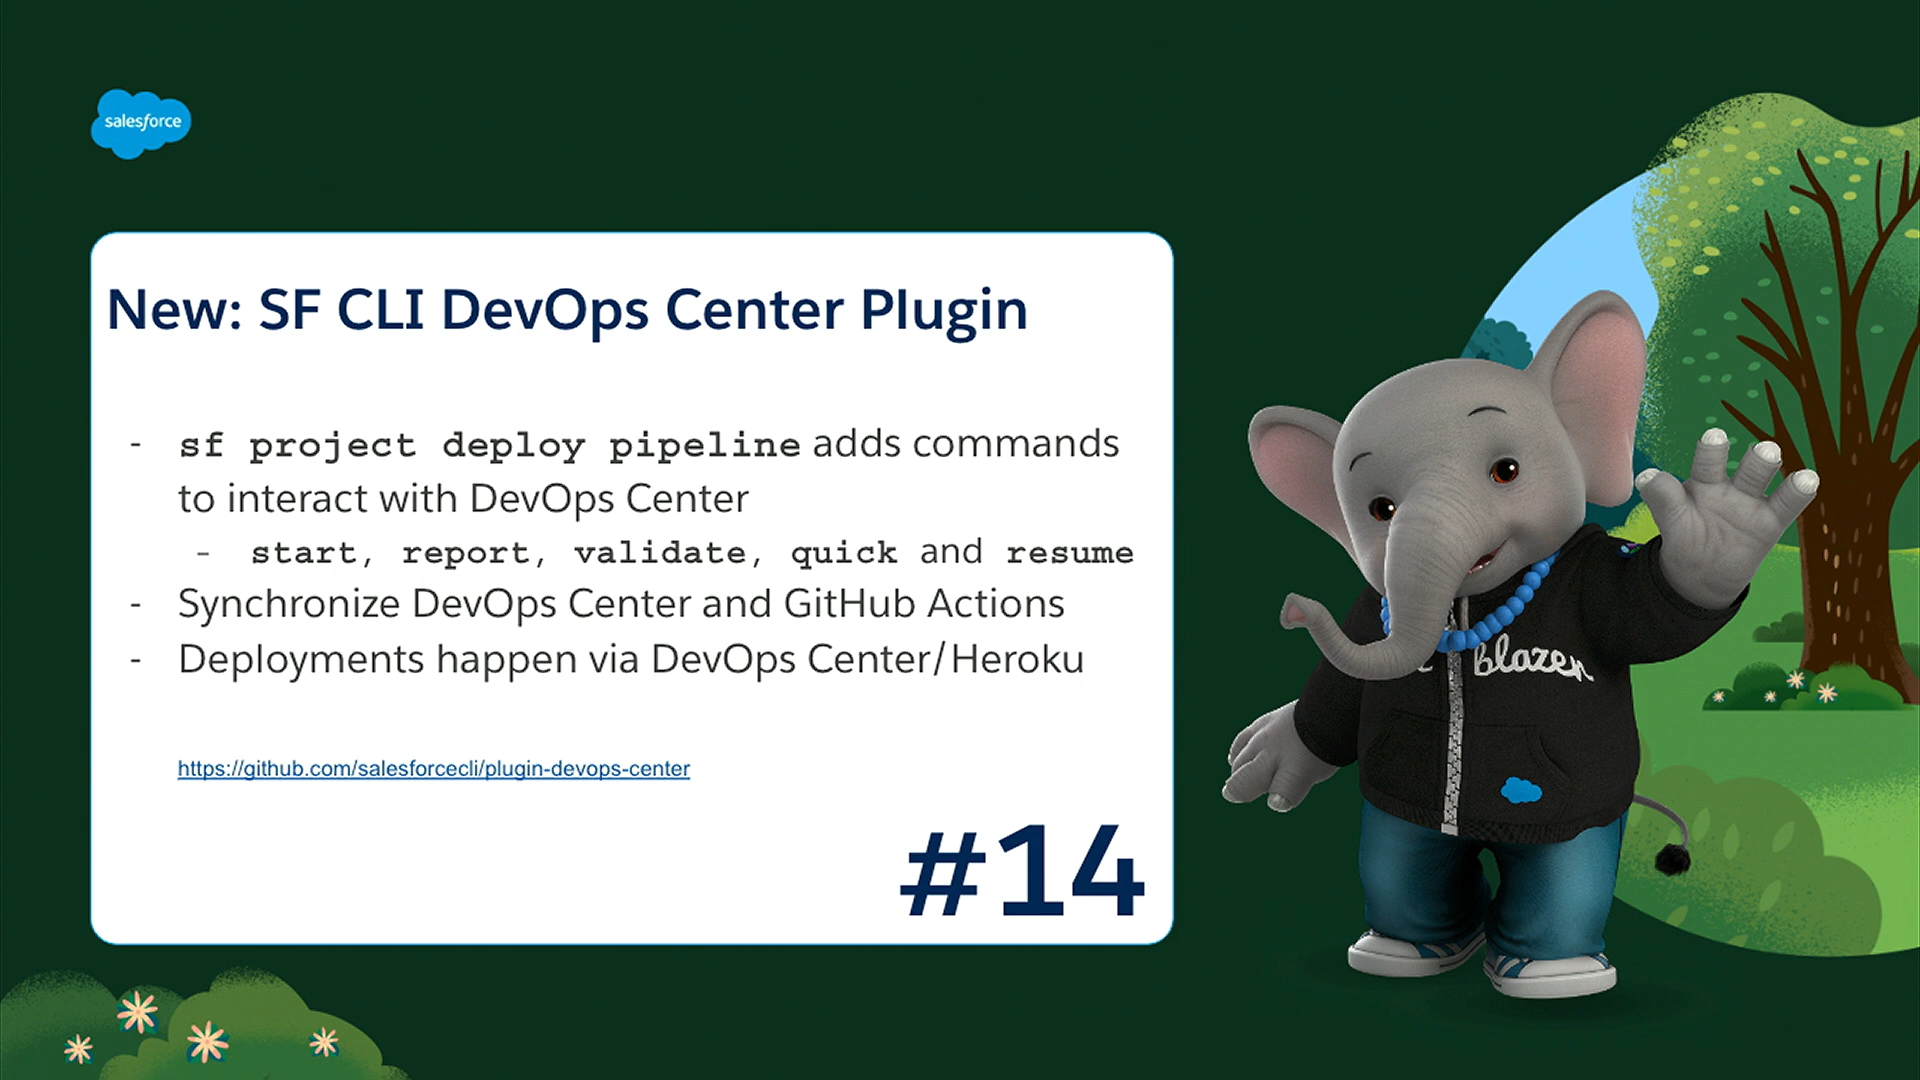 salesforce
New: SF CLI DevOps Center Plugin
- sf project deploy pipeline adds commands
to interact with DevOps Center
- start, report, validate, quick and resume
- Synchronize DevOps Center and GitHub Actions
- Deployments happen via DevOps Center/Heroku
https://github.com/salesforcecli/plugin-devops-center
#14
Blazer